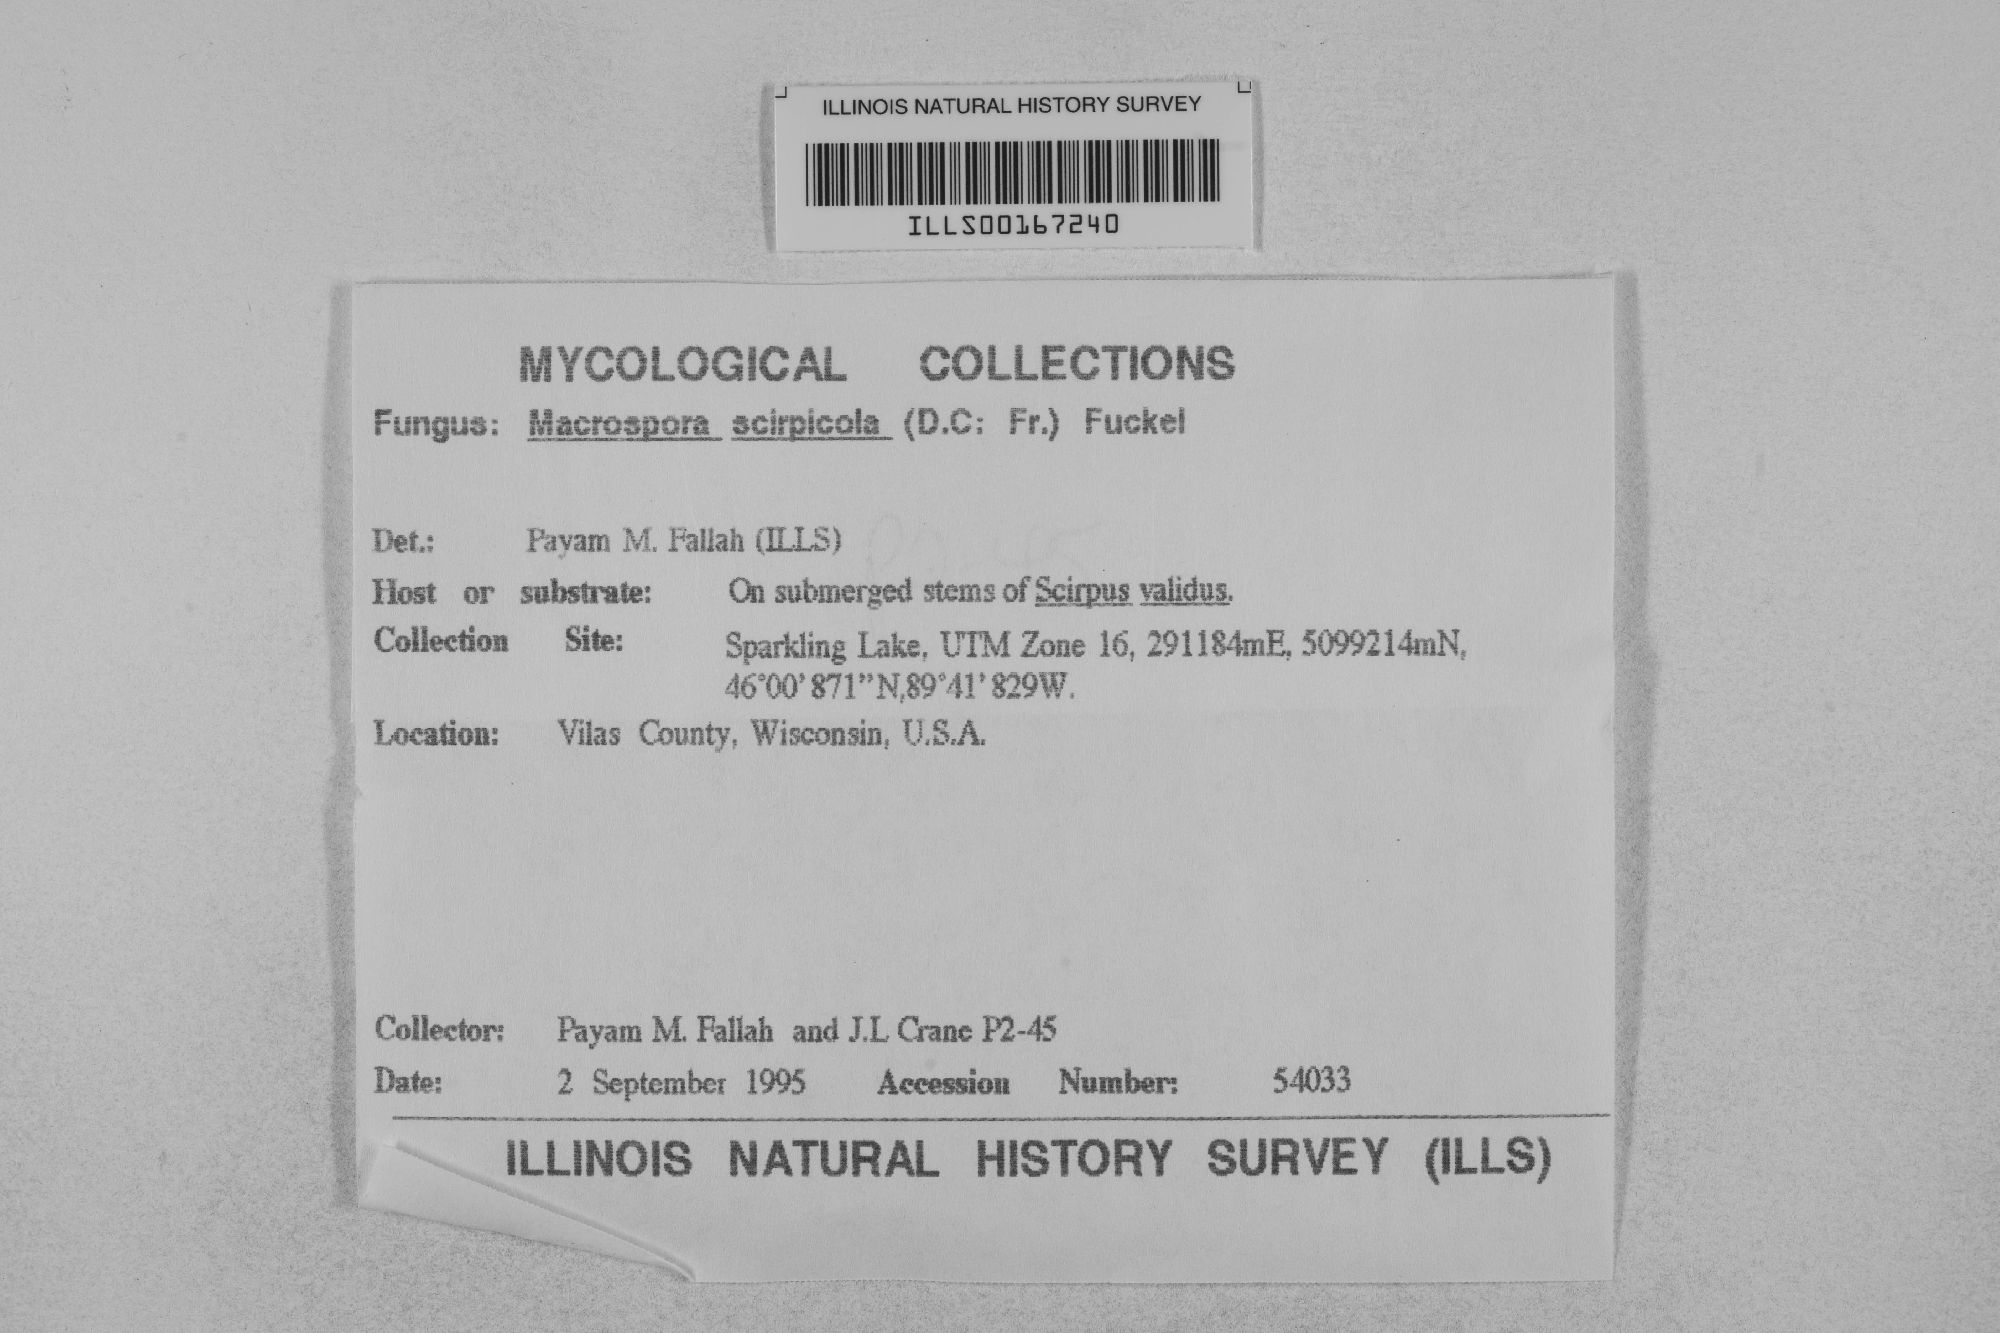 ILLINOIS NATURAL HISTORY SURVEY
ILLS00167240
MYCOLOGICAL COLLECTIONS
Fungus: Macrospora scirpicola (D.C: Fr.) Fuckel
Det.: Payam M. Fallah (ILLS)
Host or substrate: On submerged stems of Scirpus validus.
Collection Site: Sparkling Lake, UTM Zone 16, 291184mE, 5099214mN,
46°00' 871" N,89°41' 829W.
Location: Vilas County, Wisconsin, U.S.A.
Collector: Payam M. Fallah and J.L Crane P2-45
Date: 2 September 1995 Accession Number: 54033
ILLINOIS NATURAL HISTORY SURVEY (ILLS)